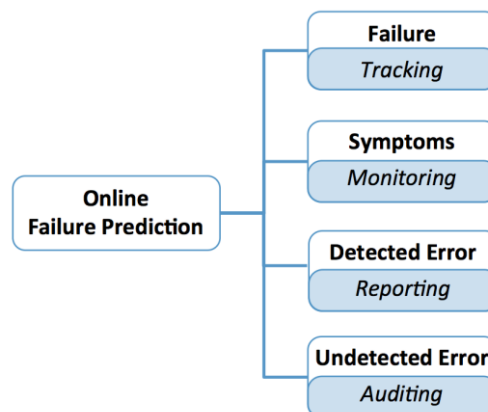 Failure
Tracking
Symptoms
Monitoring
Online
Failure Prediction
Detected Error
Reporting
Undetected Error
Auditing